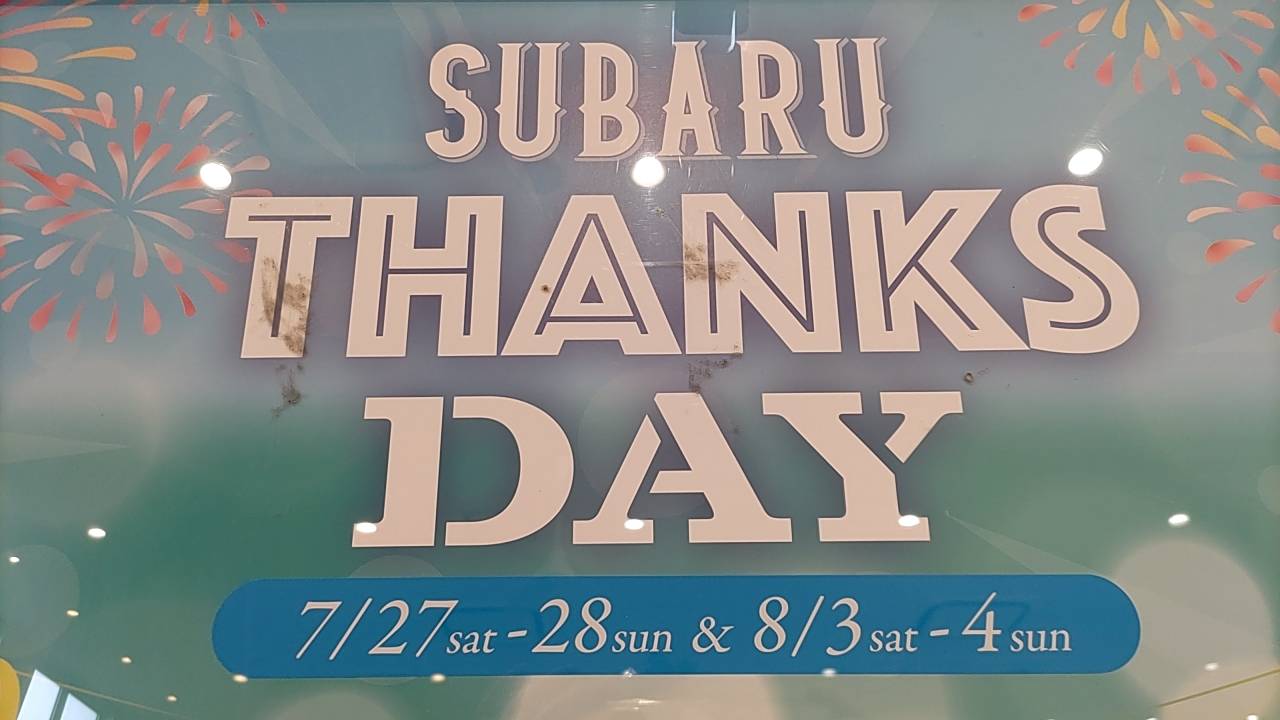 SUBARU
THANKS
DAY
7/27sat-28sun & 8/3sat-4sun